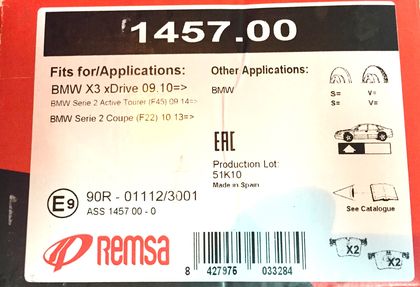 1457.00
Fits for/Applications:
BMW X3 xDrive 09.10=>
BMW Serie 2 Active Tourer (F45) 09.14=>
BMW Serie 2 Coupe (F22) 10.13=>
Other Applications:
BMW
S= V=
S= V=
EAC
Production Lot:
51K10
Made in Spain
See Catalogue
E9 90R - 01112/3001
ASS 1457 00 - 0
REMSA
8 427976 033284
X2
X2